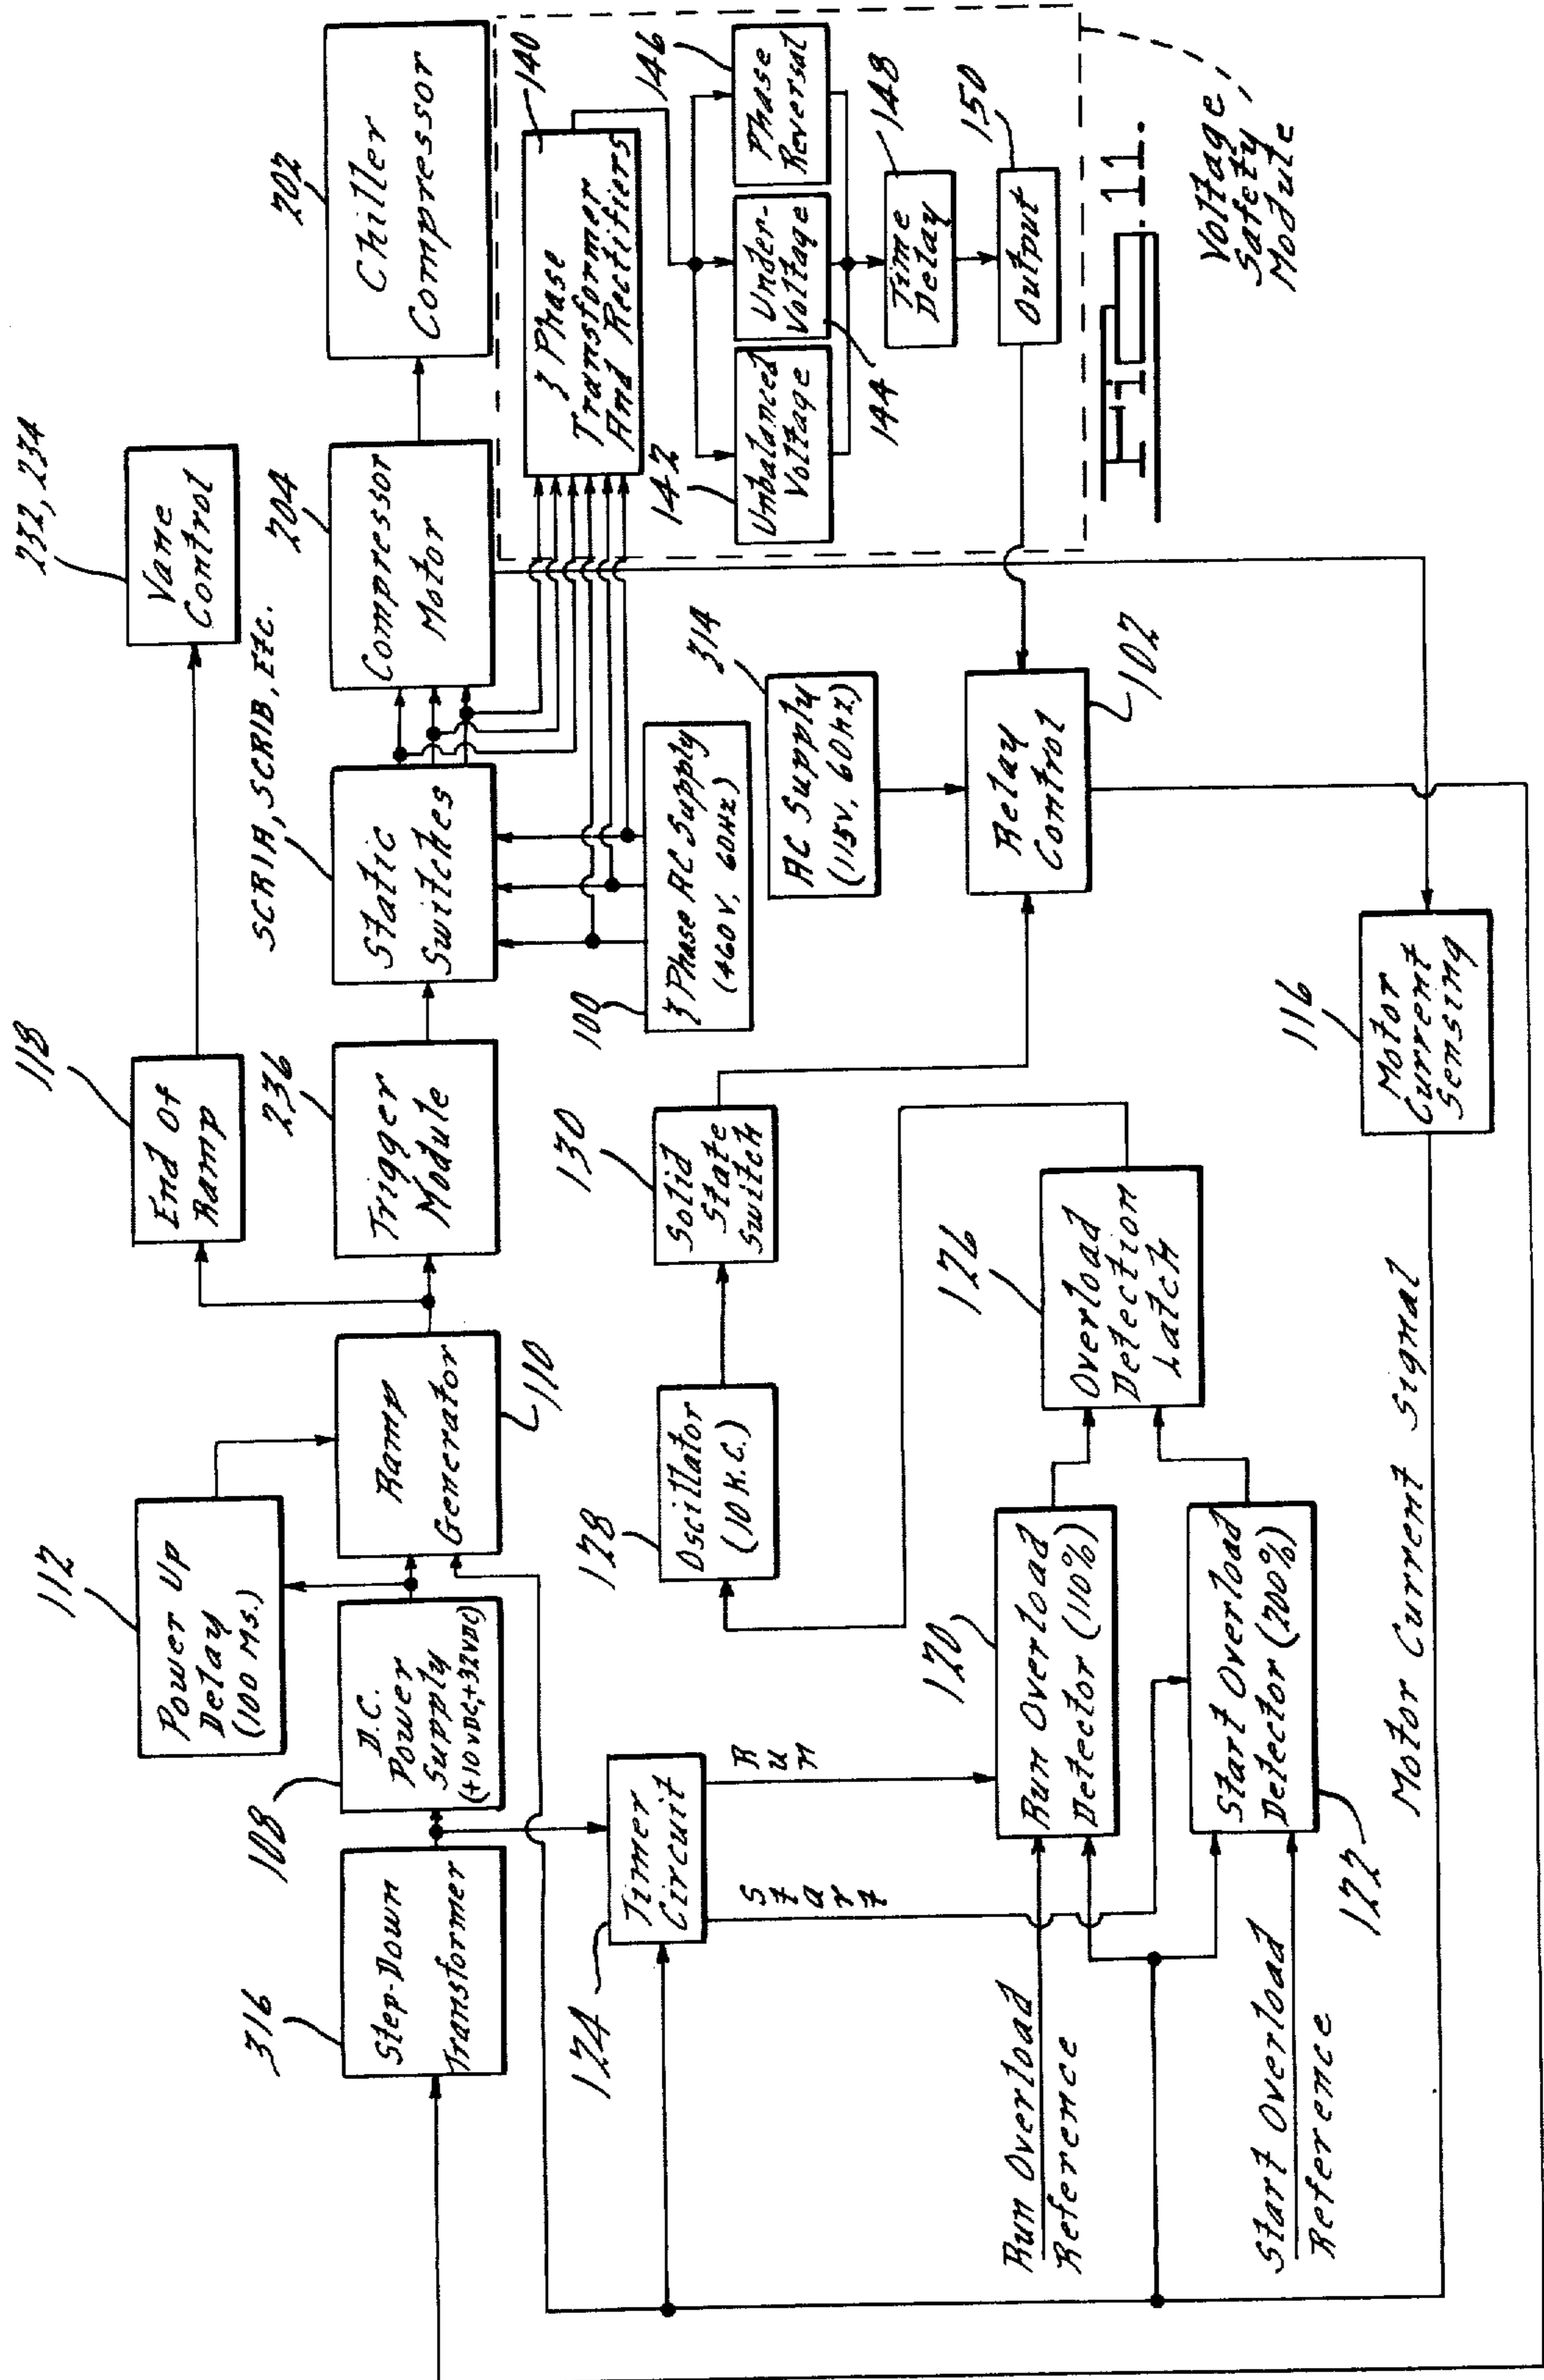 232, 234
Vane
Control
118
End Of
Ramp
112
Power Up
Delay
(100 Ms.)
202
Chiller
Compressor
204
Compressor
Motor
SCR1A, SCR1B, Etc.
Static
Switches
236
Trigger
Module
Ramp
Generator
110
108
D.C.
Power
Supply
(+10VDC,+32VDC)
316
Step-Down
Transformer
140
3 Phase
Transformer
And Rectifiers
146
Phase
Reversal
Under-
Voltage
144
142
Unbalanced
Voltage
148
Time
Delay
150
Output
Voltage
Safety
Module
100
3 Phase AC Supply
(460V, 60Hz)
314
AC Supply
(115V, 60Hz)
Relay
Control
102
130
Solid
State
Switch
128
Oscillator
(10 K.C.)
124
Timer
Circuit
Run
Start
126
Overload
Detection
Latch
120
Run Overload
Detector (110%)
Start Overload
Detector (200%)
122
Run Overload
Reference
Start Overload
Reference
116
Motor
Current
Sensing
Motor Current Signal
Fig. 11.